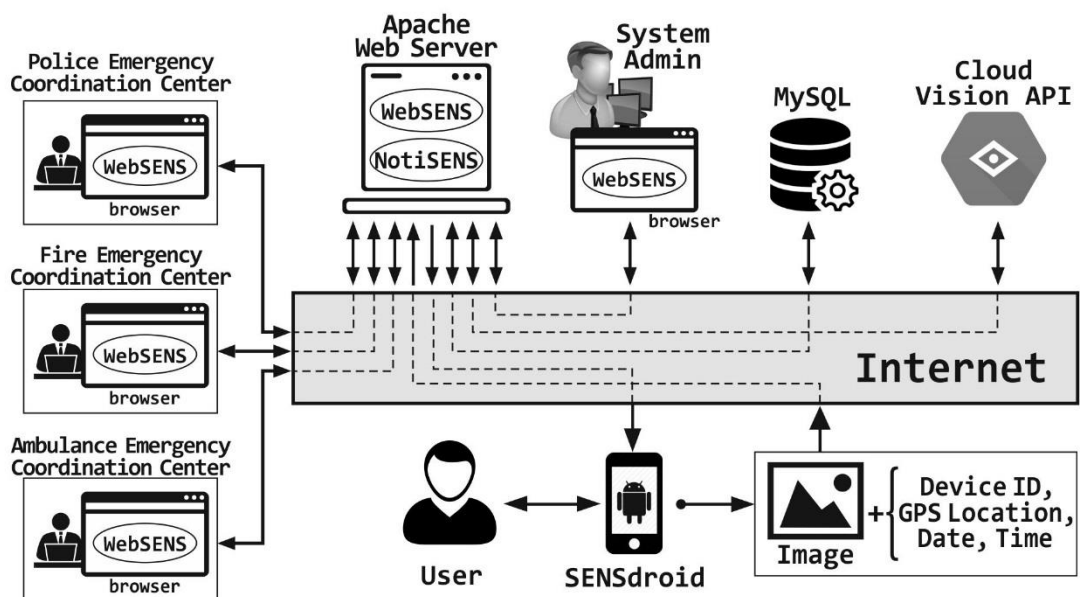 Police Emergency
Coordination Center
WebSENS
browser
Fire Emergency
Coordination Center
WebSENS
browser
Ambulance Emergency
Coordination Center
WebSENS
browser
Apache
Web Server
WebSENS
NotiSENS
System
Admin
WebSENS
browser
MySQL
Cloud
Vision API
Internet
User
SENSdroid
Image
+
Device ID,
GPS Location,
Date, Time